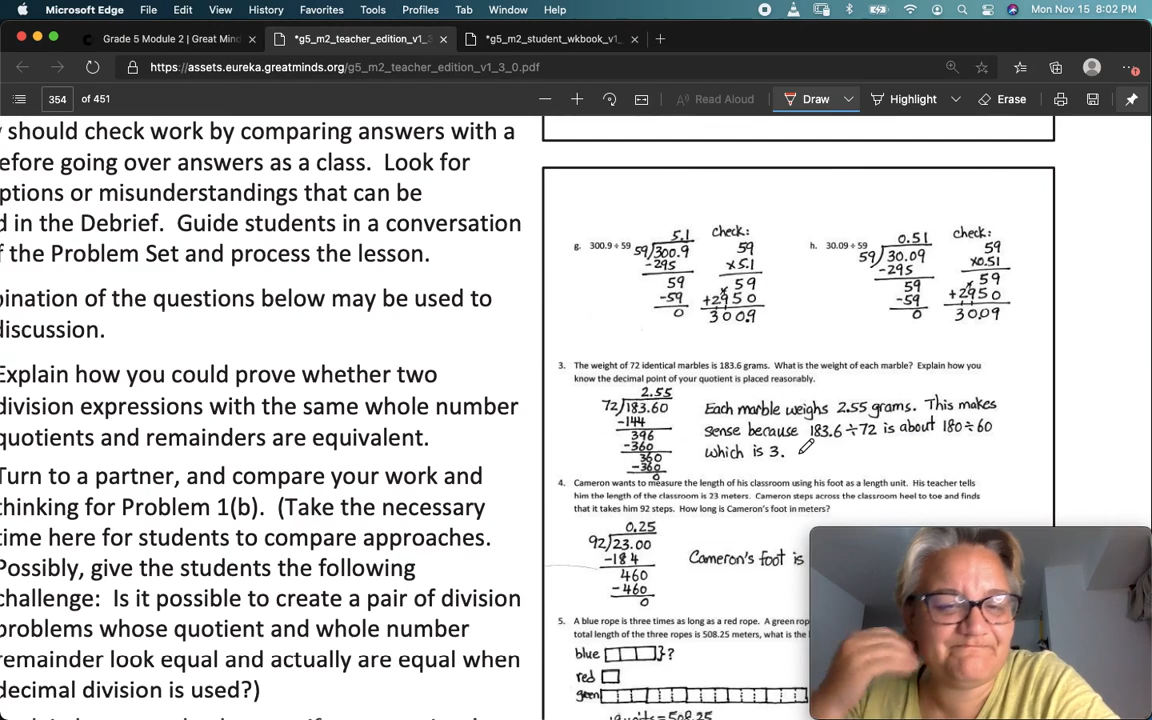 Microsoft Edge File Edit View History Favorites Tools Profiles Tab Window Help Mon Nov 15 8:02 PM
Grade 5 Module 2 | Great Mind *g5_m2_teacher_edition_v1_3 *g5_m2_student_wkbook_v1_
https://assets.eureka.greatminds.org/g5_m2_teacher_edition_v1_3_0.pdf
354 of 451 Read Aloud Draw Highlight Erase
should check work by comparing answers with a
efore going over answers as a class. Look for
ptions or misunderstandings that can be
d in the Debrief. Guide students in a conversation
f the Problem Set and process the lesson.
bination of the questions below may be used to
discussion.
Explain how you could prove whether two
division expressions with the same whole number
quotients and remainders are equivalent.
Turn to a partner, and compare your work and
thinking for Problem 1(b). (Take the necessary
time here for students to compare approaches.
Possibly, give the students the following
challenge: Is it possible to create a pair of division
problems whose quotient and whole number
remainder look equal and actually are equal when
decimal division is used?)
g. 300.9 ÷ 59
5.1
59/300.9
-295
59
-59
0
check:
59
x5.1
59
+2950
300.9
h. 30.09 ÷ 59
0.51
59/30.09
-295
59
-59
0
check:
59
x0.51
59
+2950
30.09
3. The weight of 72 identical marbles is 183.6 grams. What is the weight of each marble? Explain how you
know the decimal point of your quotient is placed reasonably.
2.55
72/183.60
-144
396
-360
360
-360
0
Each marble weighs 2.55 grams. This makes
sense because 183.6÷72 is about 180÷60
which is 3.
4. Cameron wants to measure the length of his classroom using his foot as a length unit. His teacher tells
him the length of the classroom is 23 meters. Cameron steps across the classroom heel to toe and finds
that it takes him 92 steps. How long is Cameron's foot in meters?
0.25
92/23.00
-184
460
-460
0
Cameron's foot is
5. A blue rope is three times as long as a red rope. A green rop
total length of the three ropes is 508.25 meters, what is the
blue }?
red
green
units=508.25